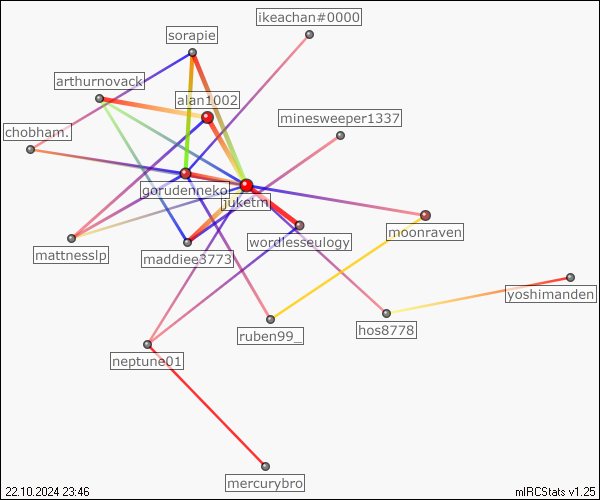 ikeachan#0000
sorapie
arthurnovack
alan1002
minesweeper1337
chobham.
gorudenneko
juketm
moonraven
wordlesseulogy
mattnesslp
maddiee3773
yoshimanden
hos8778
ruben99_
neptune01
mercurybro
22.10.2024 23:46
mIRCStats v1.25